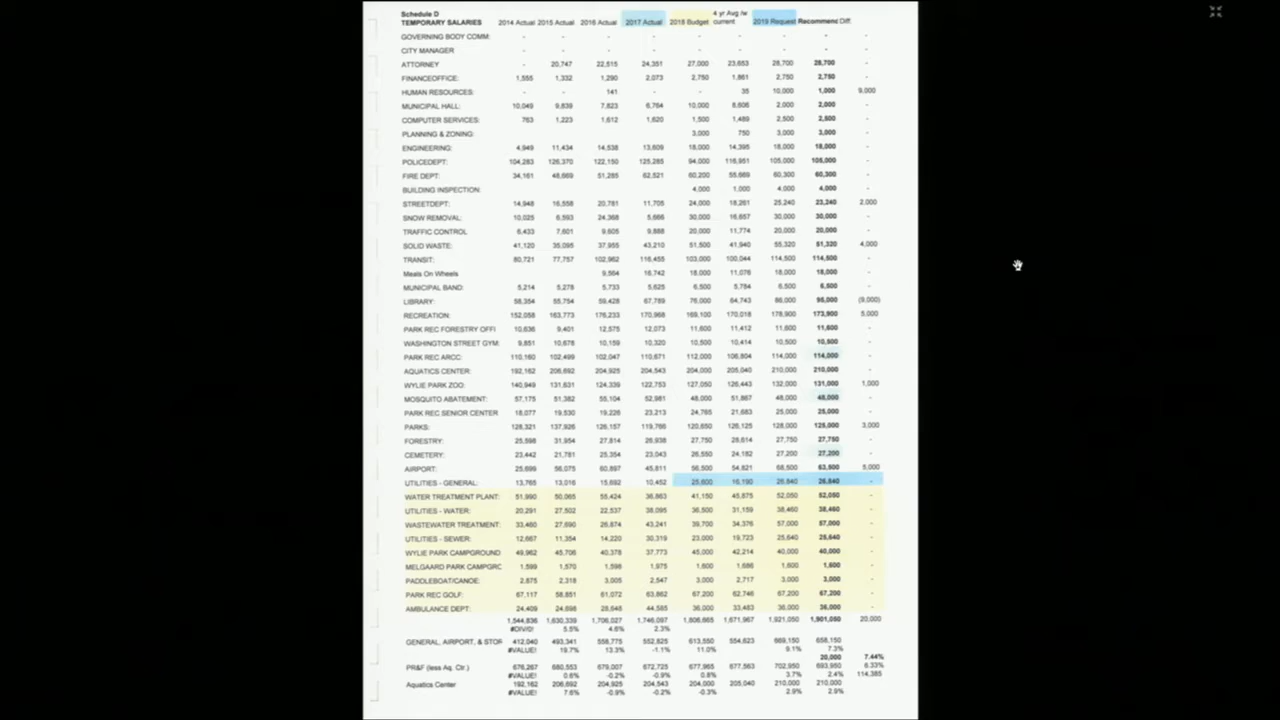 Schedule D
TEMPORARY SALARIES 2014 Actual 2015 Actual 2016 Actual 2017 Actual 2018 Budget 4 yr Avg /w current 2019 Request Recommenc Diff.
GOVERNING BODY COMM: - - - - - - - - -
CITY MANAGER - - - - - - - - -
ATTORNEY - 20,747 22,515 24,351 27,000 23,653 28,700 28,700 -
FINANCEOFFICE: 1,555 1,332 1,290 2,073 2,750 1,861 2,750 2,750 -
HUMAN RESOURCES: - - 141 - - 35 10,000 1,000 9,000
MUNICIPAL HALL: 10,049 9,839 7,823 6,764 10,000 8,606 2,000 2,000 -
COMPUTER SERVICES: 763 1,223 1,612 1,620 1,500 1,489 2,500 2,500 -
PLANNING & ZONING: 3,000 750 3,000 3,000 -
ENGINEERING: 4,949 11,434 14,538 13,609 18,000 14,395 18,000 18,000 -
POLICEDEPT: 104,283 126,370 122,150 125,285 94,000 116,951 105,000 105,000 -
FIRE DEPT: 34,161 48,669 51,285 62,521 60,200 55,669 60,300 60,300 -
BUILDING INSPECTION: 4,000 1,000 4,000 4,000 -
STREETDEPT: 14,948 16,558 20,781 11,705 24,000 18,261 25,240 23,240 2,000
SNOW REMOVAL: 10,025 6,593 24,368 5,666 30,000 16,657 30,000 30,000 -
TRAFFIC CONTROL 6,433 7,601 9,605 9,888 20,000 11,774 20,000 20,000 -
SOLID WASTE: 41,120 35,095 37,955 43,210 51,500 41,940 55,320 51,320 4,000
TRANSIT: 80,721 77,757 102,962 116,455 103,000 100,044 114,500 114,500 -
Meals On Wheels 9,564 16,742 18,000 11,076 18,000 18,000 -
MUNICIPAL BAND: 5,214 5,278 5,733 5,625 6,500 5,784 6,500 6,500 -
LIBRARY: 58,354 55,754 59,428 67,789 76,000 64,743 86,000 95,000 (9,000)
RECREATION: 152,058 163,773 176,233 170,968 169,100 170,018 178,900 173,900 5,000
PARK REC FORESTRY OFFI 10,636 9,401 12,575 12,073 11,600 11,412 11,600 11,600 -
WASHINGTON STREET GYM: 9,851 10,678 10,159 10,320 10,500 10,414 10,500 10,500 -
PARK REC ARCC: 110,160 102,499 102,047 110,671 112,000 106,804 114,000 114,000 -
AQUATICS CENTER: 192,162 206,692 204,925 204,543 204,000 205,040 210,000 210,000 -
WYLIE PARK ZOO: 140,949 131,631 124,339 122,753 127,050 126,443 132,000 131,000 1,000
MOSQUITO ABATEMENT: 57,175 51,382 55,104 52,981 48,000 51,867 48,000 48,000 -
PARK REC SENIOR CENTER 18,077 19,530 19,226 23,213 24,765 21,683 25,000 25,000 -
PARKS: 128,321 137,926 126,157 119,766 120,650 126,125 128,000 125,000 3,000
FORESTRY: 25,598 31,954 27,814 26,938 27,750 28,614 27,750 27,750 -
CEMETERY: 23,442 21,781 25,354 23,043 26,550 24,182 27,200 27,200 -
AIRPORT: 25,699 56,075 60,897 45,811 56,500 54,821 68,500 63,500 5,000
UTILITIES - GENERAL: 13,765 13,016 15,692 10,452 25,600 16,190 26,840 26,840 -
WATER TREATMENT PLANT: 51,990 50,065 55,424 36,863 41,150 45,875 52,050 52,050 -
UTILITIES - WATER: 20,291 27,502 22,537 38,095 36,500 31,159 38,460 38,460 -
WASTEWATER TREATMENT: 33,460 27,690 26,874 43,241 39,700 34,376 57,000 57,000 -
UTILITIES - SEWER: 12,667 11,354 14,220 30,319 23,000 19,723 25,640 25,640 -
WYLIE PARK CAMPGROUND 49,962 45,706 40,378 37,773 45,000 42,214 40,000 40,000 -
MELGAARD PARK CAMPGRC 1,599 1,570 1,598 1,975 1,600 1,686 1,600 1,600 -
PADDLEBOAT/CANOE: 2,875 2,318 3,005 2,547 3,000 2,717 3,000 3,000 -
PARK REC GOLF: 67,117 58,851 61,072 63,862 67,200 62,746 67,200 67,200 -
AMBULANCE DEPT: 24,409 24,698 28,648 44,585 36,000 33,483 36,000 36,000 -
1,544,836 1,630,339 1,706,027 1,746,097 1,806,665 1,671,967 1,921,050 1,901,050 20,000
#DIV/0! 5.5% 4.6% 2.3%
GENERAL, AIRPORT, & STOF 412,040 493,341 558,775 552,825 613,550 554,623 669,150 658,150
#VALUE! 19.7% 13.3% -1.1% 11.0% 9.1% 7.3%
20,000 7.44%
PR&F (less Aq. Ctr.) 676,267 680,553 679,007 672,725 677,965 677,563 702,950 693,950 6.33%
#VALUE! 0.6% -0.2% -0.9% 0.8% 3.7% 2.4% 114,385
Aquatics Center 192,162 206,692 204,925 204,543 204,000 205,040 210,000 210,000
#VALUE! 7.6% -0.9% -0.2% -0.3% 2.9% 2.9%